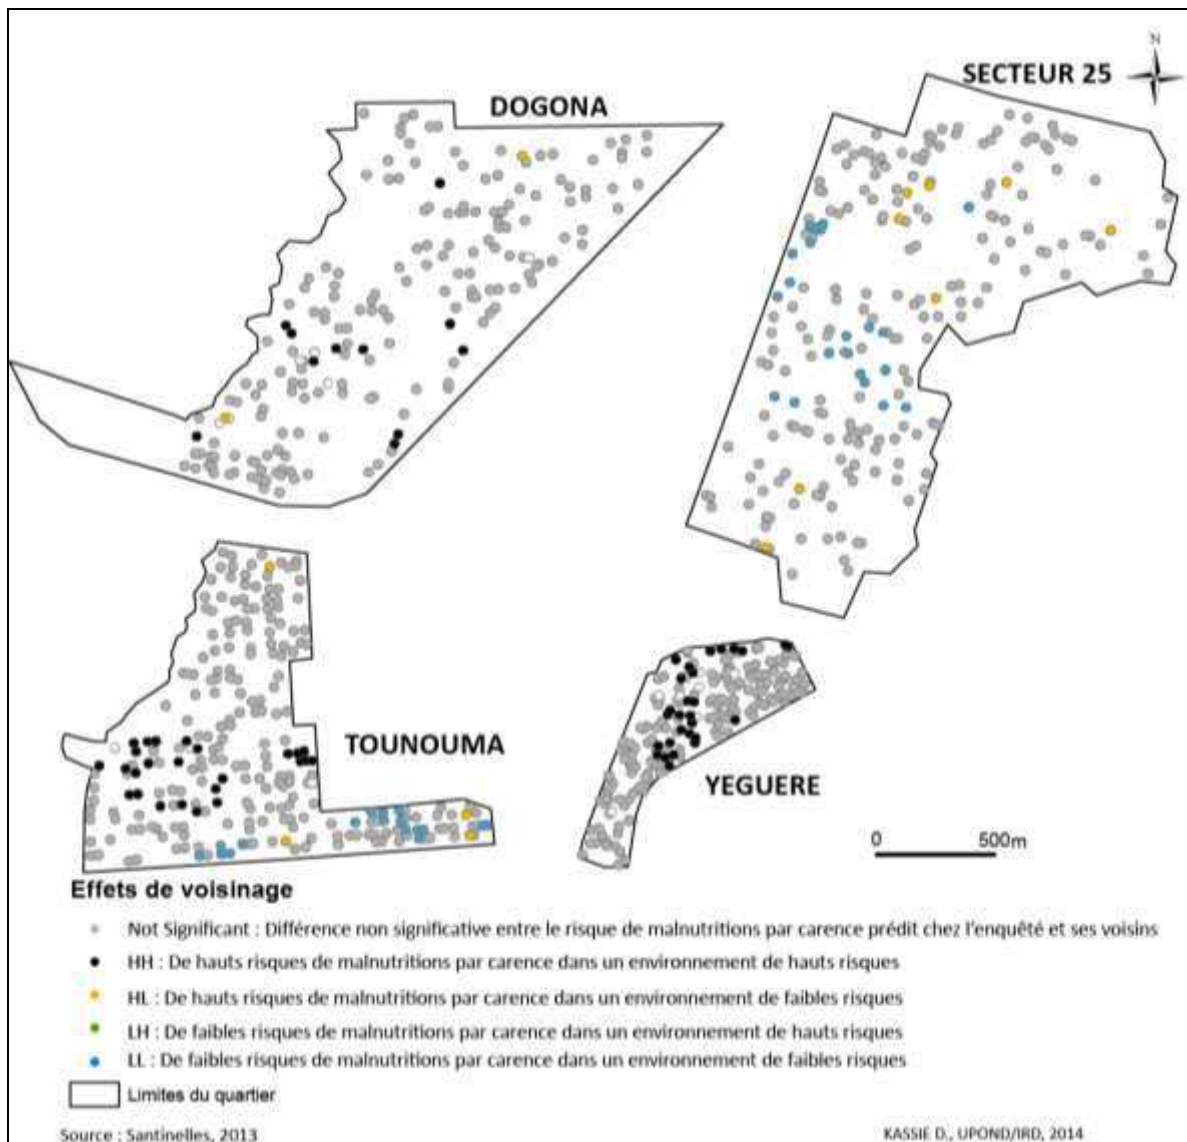 N
SECTEUR 25
DOGONA
TOUNOUMA
YEGUERE
0 500m
Effets de voisinage
Not Significant : Différence non significative entre le risque de malnutritions par carence prédit chez l'enquêté et ses voisins
HH : De hauts risques de malnutritions par carence dans un environnement de hauts risques
HL : De hauts risques de malnutritions par carence dans un environnement de faibles risques
LH : De faibles risques de malnutritions par carence dans un environnement de hauts risques
LL : De faibles risques de malnutritions par carence dans un environnement de faibles risques
Limites du quartier
Source : Santinelles, 2013
KASSIE D., UPOND/IRD, 2014